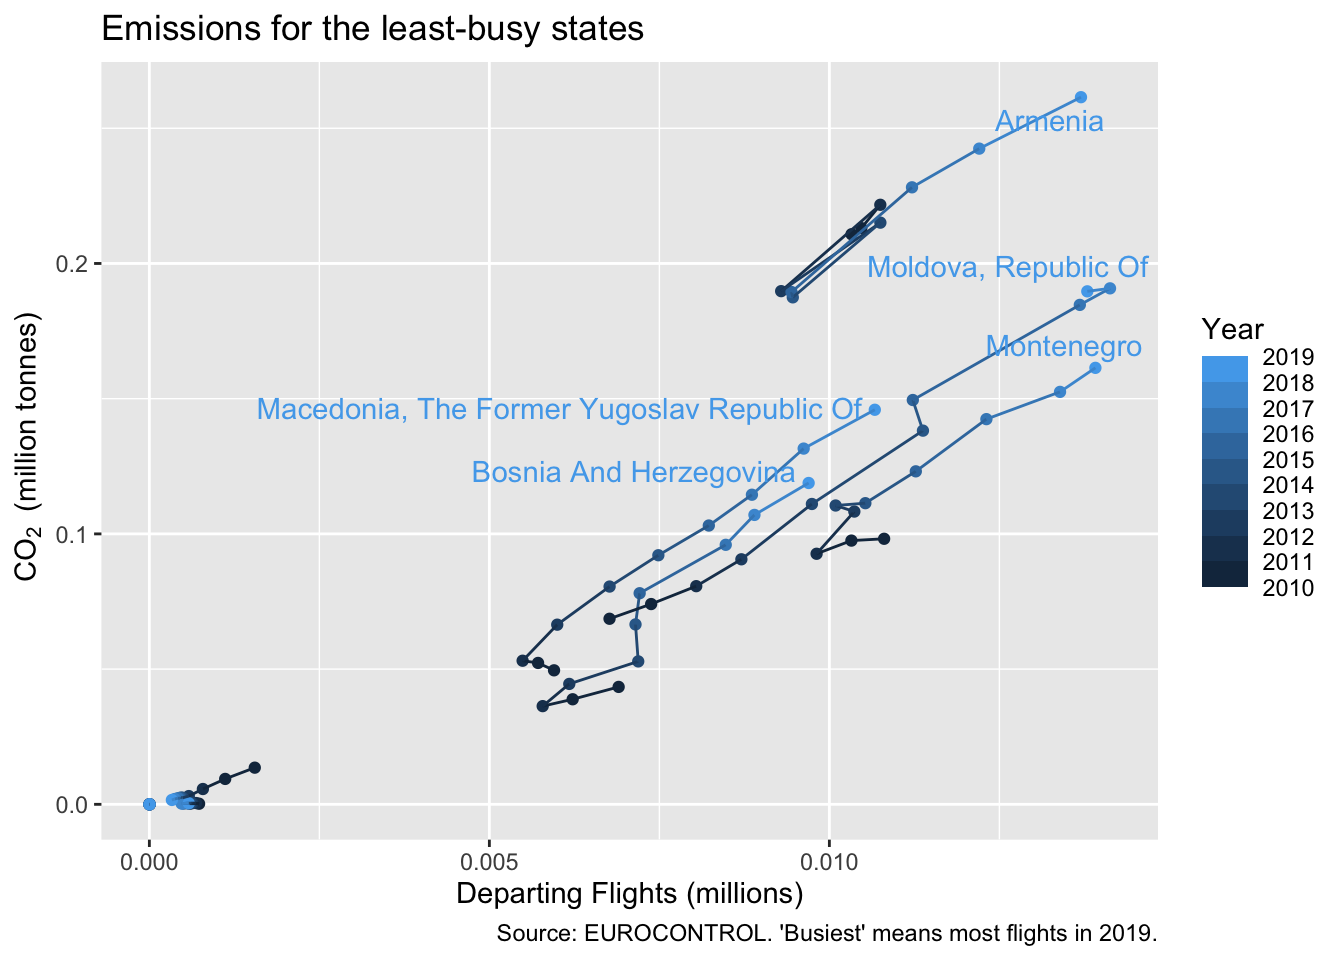 Emissions for the least-busy states
Armenia
Moldova, Republic Of
Montenegro
Macedonia, The Former Yugoslav Republic Of
Bosnia And Herzegovina
0.2
0.1
0.0
CO2 (million tonnes)
0.000
0.005
0.010
Departing Flights (millions)
Year
2019
2018
2017
2016
2015
2014
2013
2012
2011
2010
Source: EUROCONTROL. 'Busiest' means most flights in 2019.